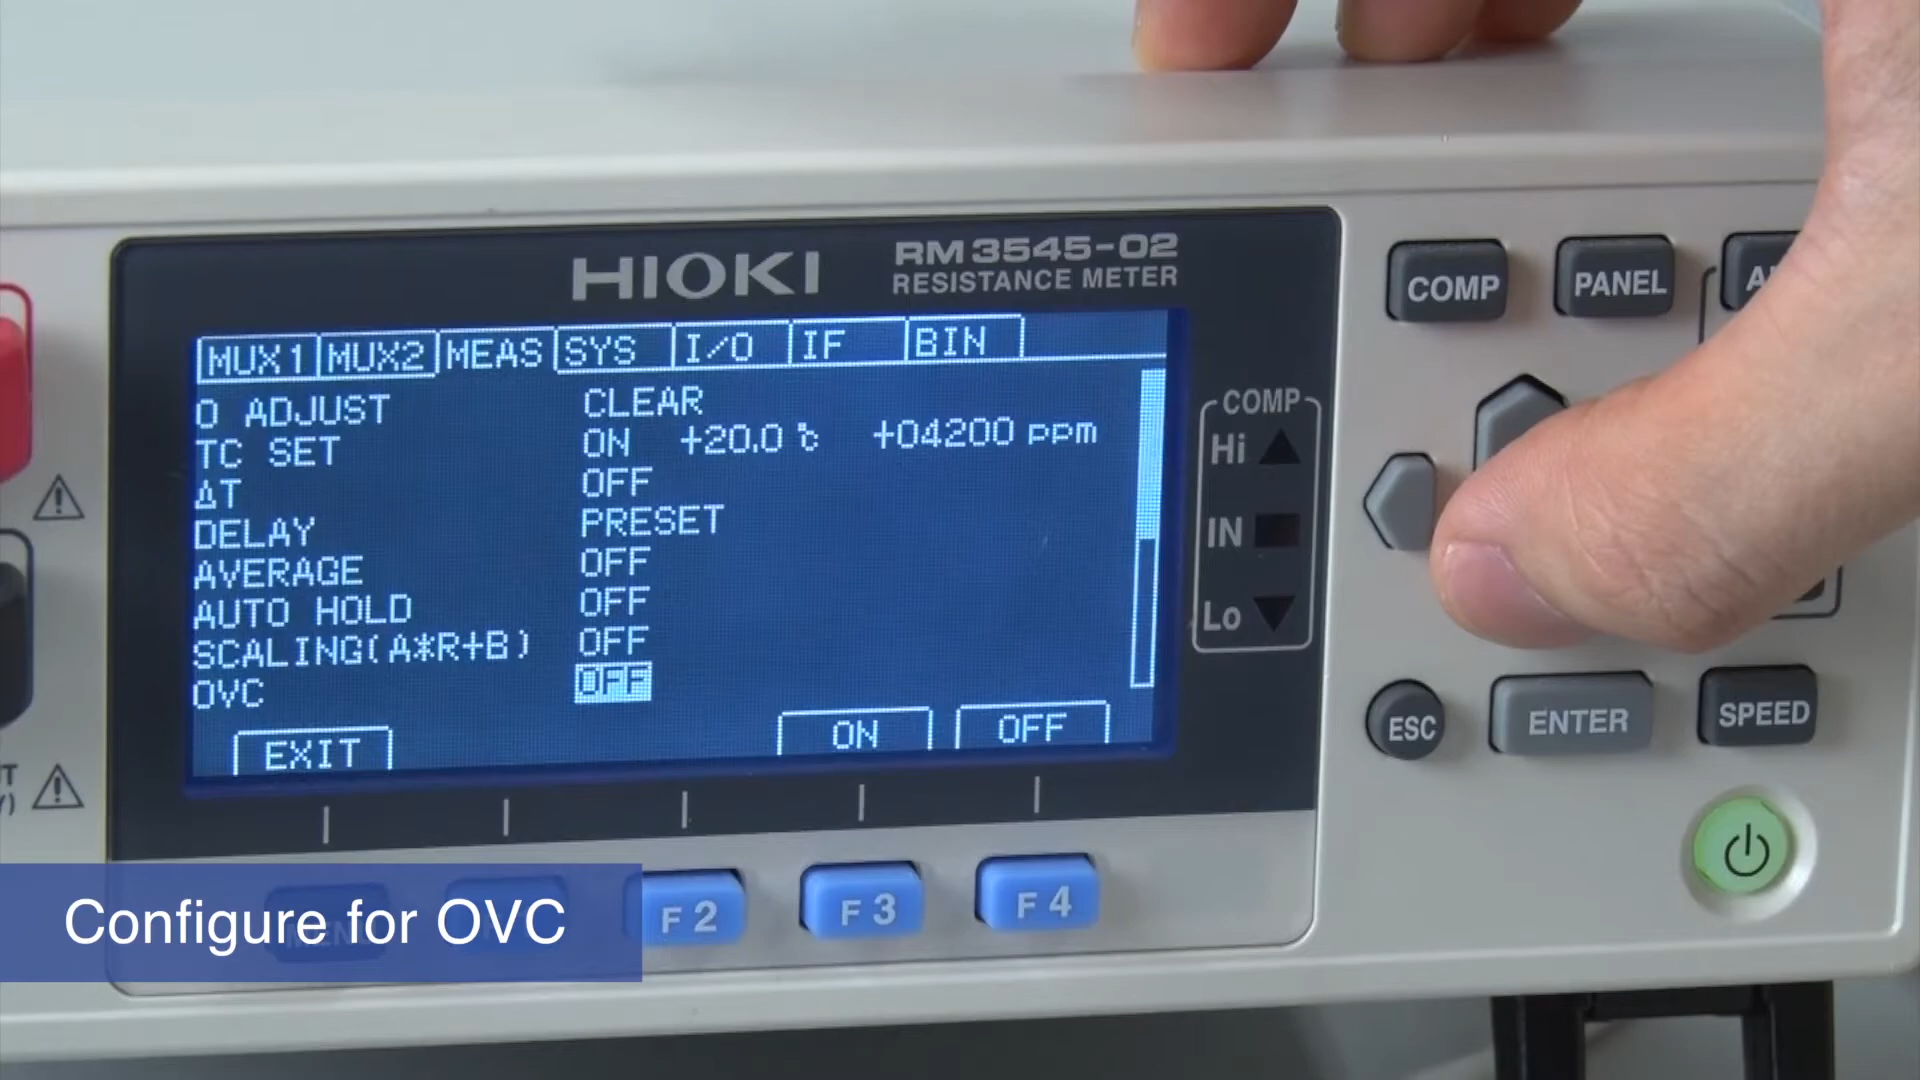 HIOKI
RM3545-02
RESISTANCE METER
MUX1 MUX2 MEAS SYS I/O IF BIN
0 ADJUST CLEAR
TC SET ON +20.0 ℃ +04200 ppm
ΔT OFF
DELAY PRESET
AVERAGE OFF
AUTO HOLD OFF
SCALING(A*R+B) OFF
OVC OFF
EXIT ON OFF
COMP
Hi
IN
Lo
COMP PANEL
ESC ENTER SPEED
F2 F3 F4
Configure for OVC